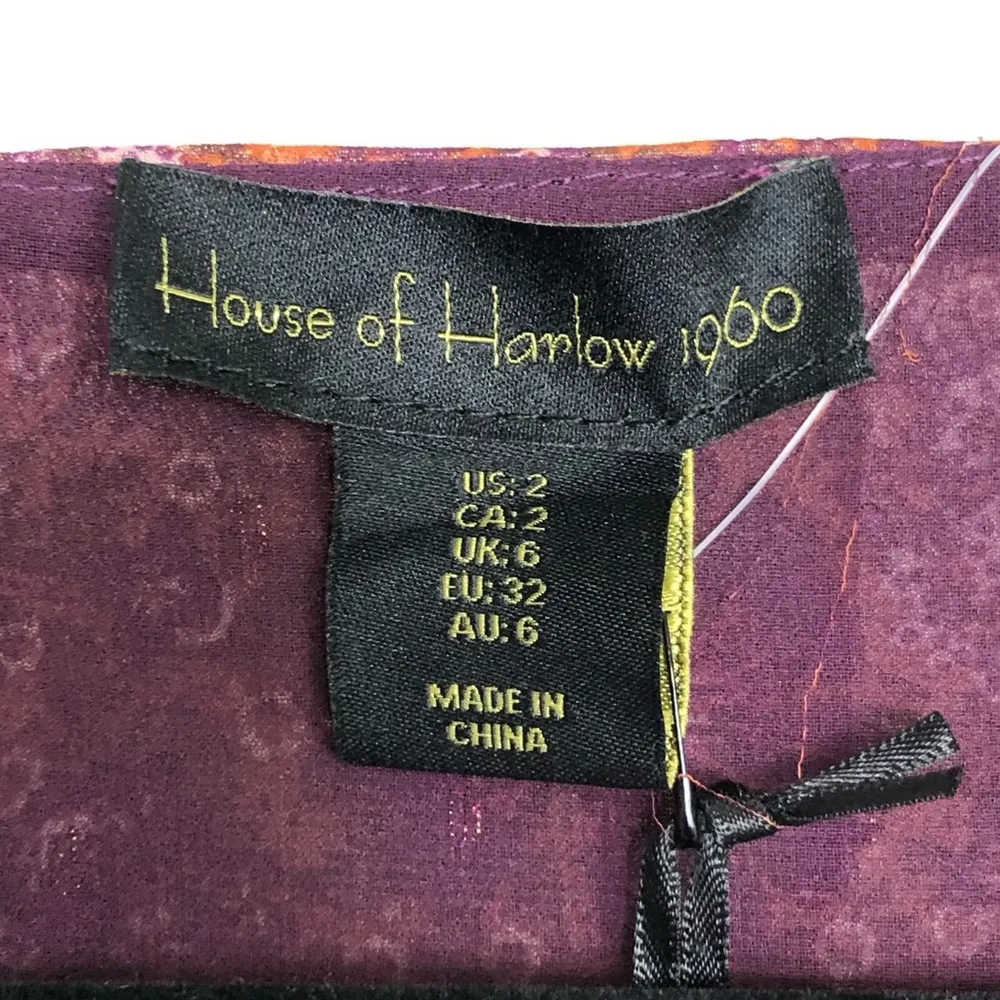 House of Harlow 1960
US: 2
CA: 2
UK: 6
EU: 32
AU: 6
MADE IN
CHINA